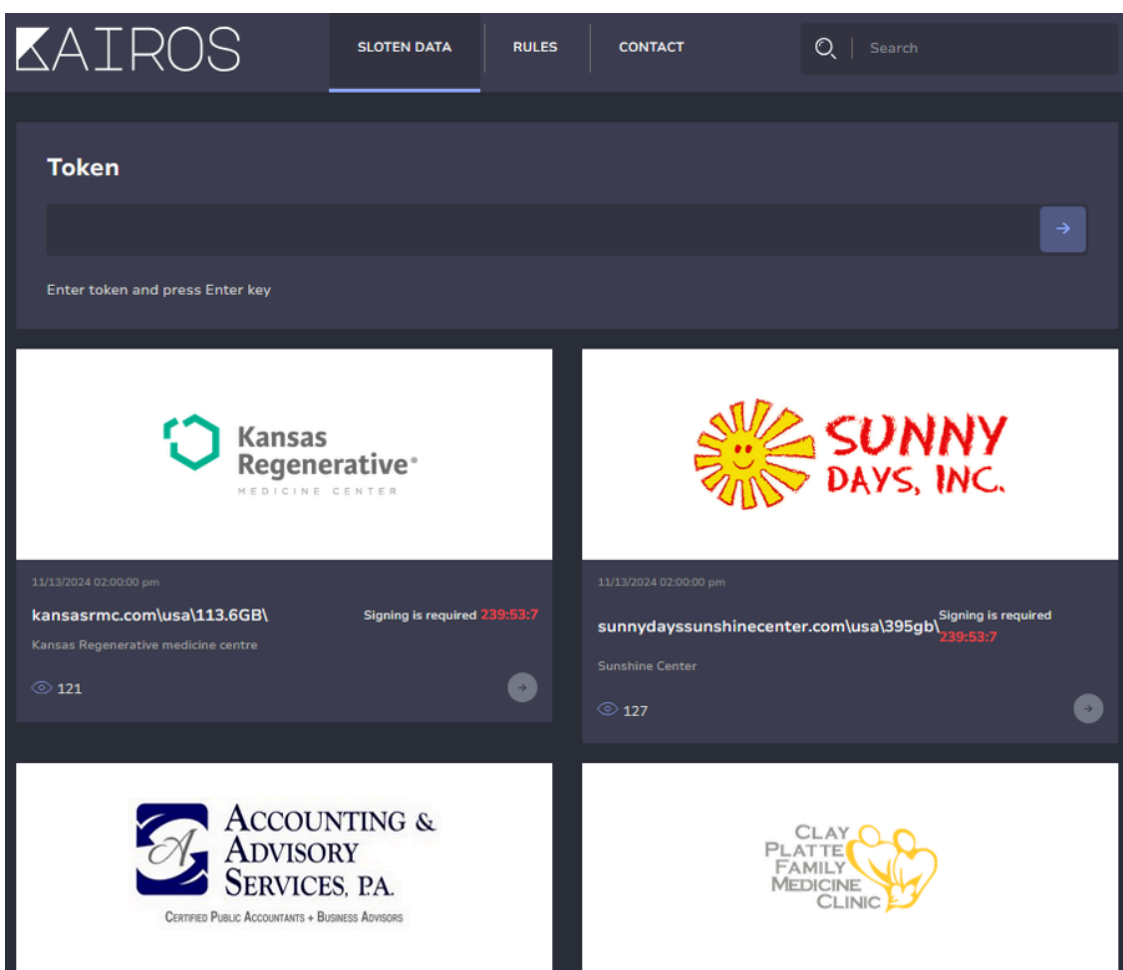 KAIROS
SLOTEN DATA
RULES
CONTACT
Search
Token
Enter token and press Enter key
Kansas
Regenerative®
MEDICINE CENTER
11/13/2024 02:00:00 pm
kansasrmc.com\usa\113.6GB\
Signing is required 239:53:7
Kansas Regenerative medicine centre
121
SUNNY
DAYS, INC.
11/13/2024 02:00:00 pm
sunnydayssunshinecenter.com\usa\395gb\
Signing is required
239:53:7
Sunshine Center
127
A
ACCOUNTING &
ADVISORY
SERVICES, P.A.
CERTIFIED PUBLIC ACCOUNTANTS + BUSINESS ADVISORS
CLAY
PLATTE
FAMILY
MEDICINE
CLINIC